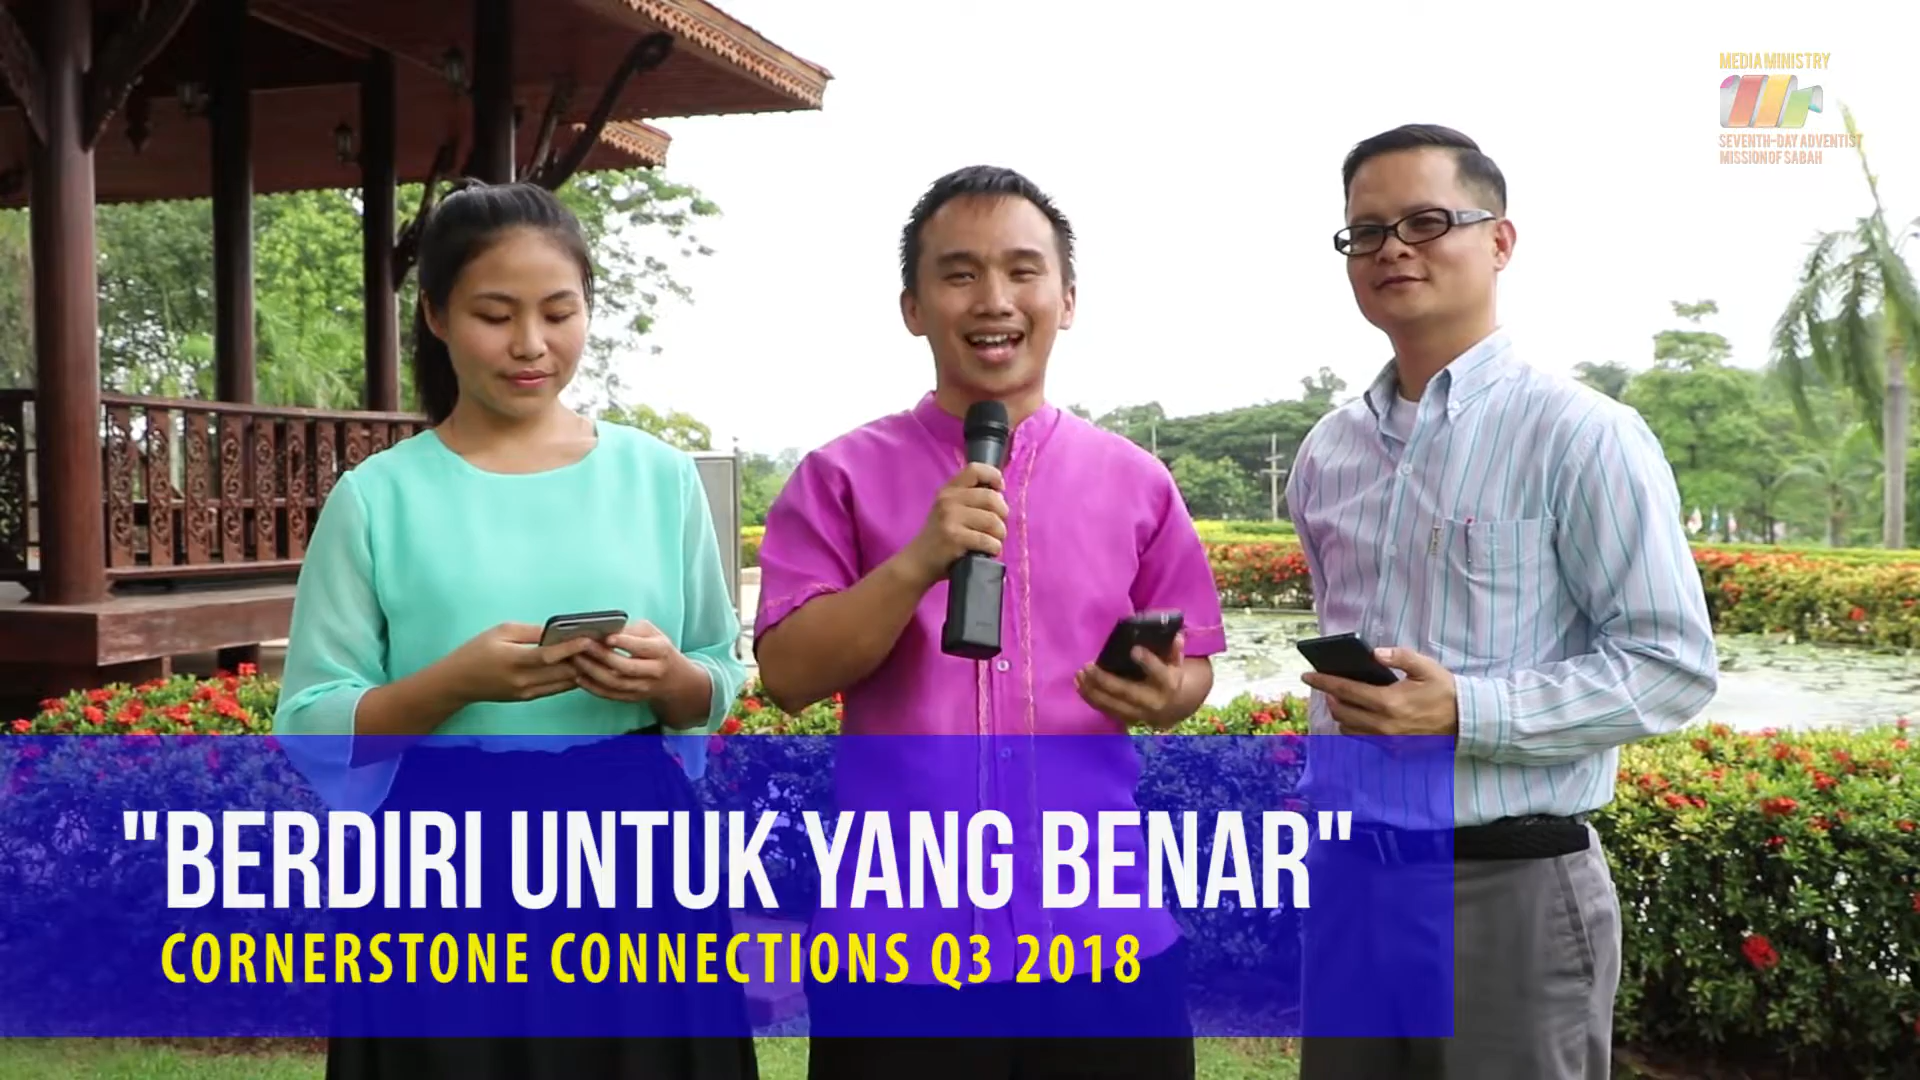 MEDIA MINISTRY
SEVENTH-DAY ADVENTIST
MISSION OF SABAH
"BERDIRI UNTUK YANG BENAR"
CORNERSTONE CONNECTIONS Q3 2018